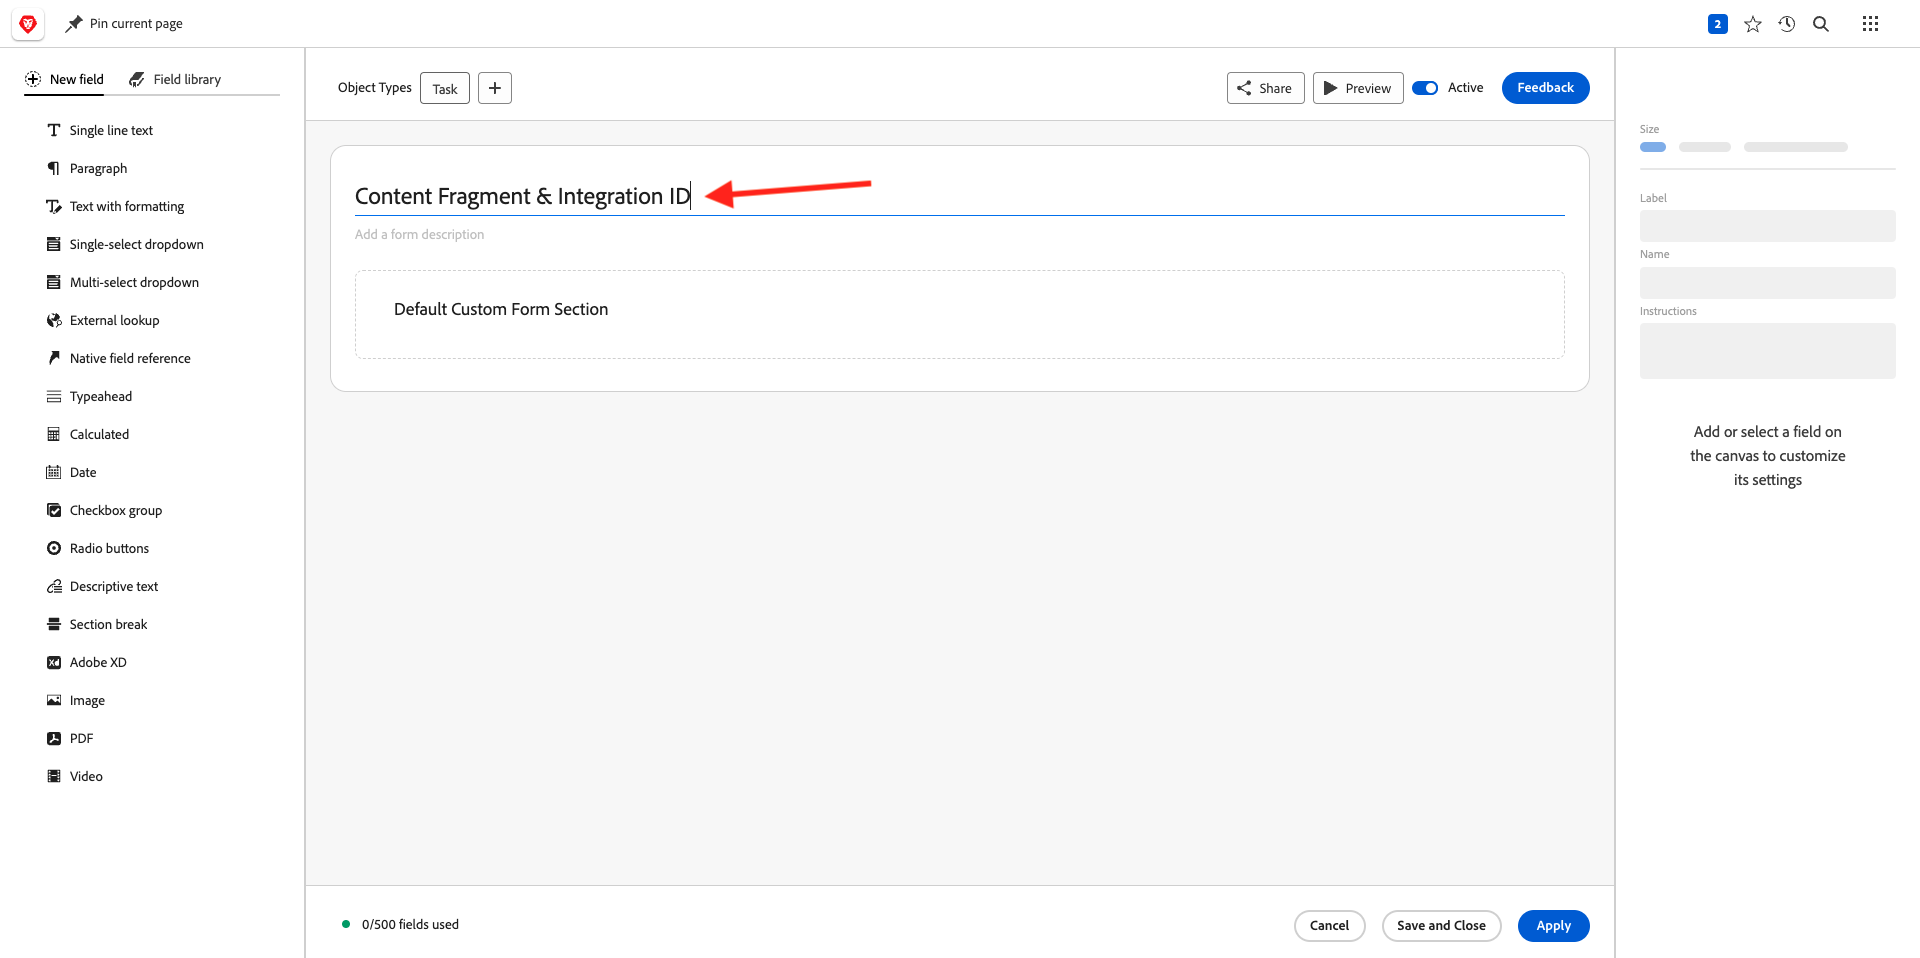 Pin current page
2
New field
Field library
Single line text
Paragraph
Text with formatting
Single-select dropdown
Multi-select dropdown
External lookup
Native field reference
Typeahead
Calculated
Date
Checkbox group
Radio buttons
Descriptive text
Section break
Adobe XD
Image
PDF
Video
Object Types
Task
Share
Preview
Active
Feedback
Content Fragment & Integration ID
Add a form description
Default Custom Form Section
0/500 fields used
Cancel
Save and Close
Apply
Size
Label
Name
Instructions
Add or select a field on
the canvas to customize
its settings